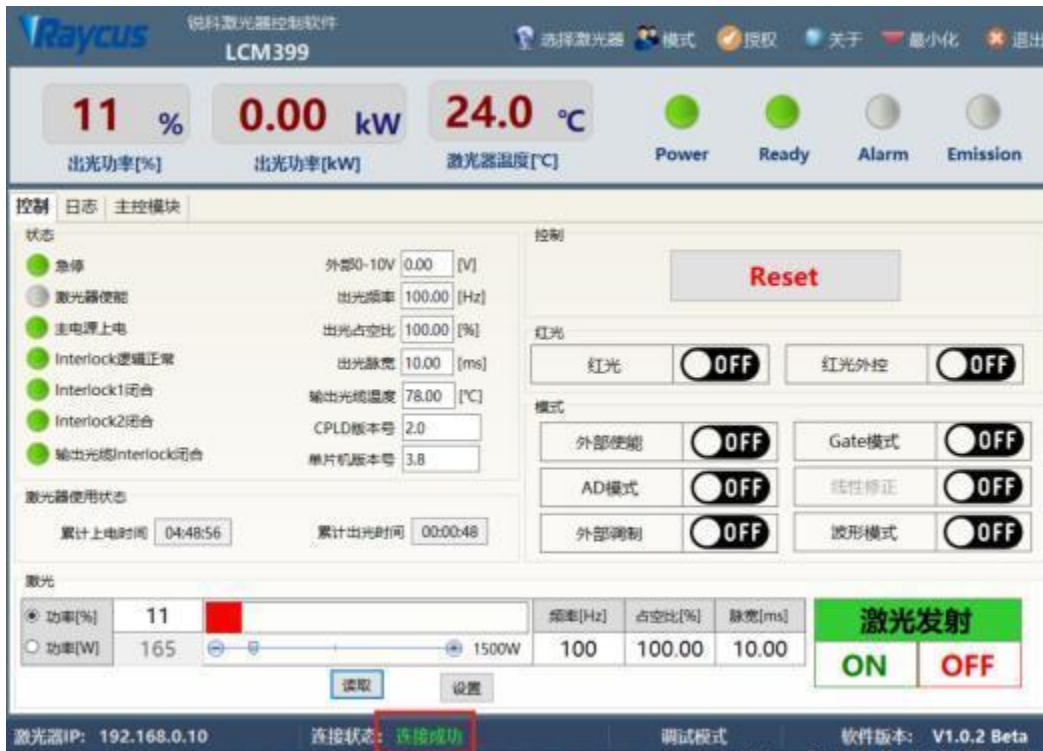 Raycus 锐科激光器控制软件
LCM399
选择激光器 模式 授权 关于 最小化 退出
11 % 0.00 kW 24.0 ℃
出光功率[%] 出光功率[kW] 激光器温度[℃] Power Ready Alarm Emission
控制 日志 主控模块
状态 控制
急停 外部0-10V 0.00 [V]
Reset
激光器使能 出光频率 100.00 [Hz]
主电源上电 出光占空比 100.00 [%]
红光
Interlock逻辑正常 出光脉宽 10.00 [ms]
红光 OFF 红光外控 OFF
Interlock1闭合 输出光缆温度 78.00 [℃]
模式
Interlock2闭合 CPLD版本号 2.0
外部使能 OFF Gate模式 OFF
输出光缆Interlock闭合 单片机版本号 3.8
AD模式 OFF 线性修正 OFF
激光器使用状态
累计上电时间 04:48:56 累计出光时间 00:00:48
外部调制 OFF 波形模式 OFF
激光
功率[%] 11 频率[Hz] 占空比[%] 脉宽[ms] 激光发射
功率[W] 165 1500W 100 100.00 10.00 ON OFF
读取 设置
激光器IP: 192.168.0.10 连接状态: 连接成功 调试模式 软件版本: V1.0.2 Beta